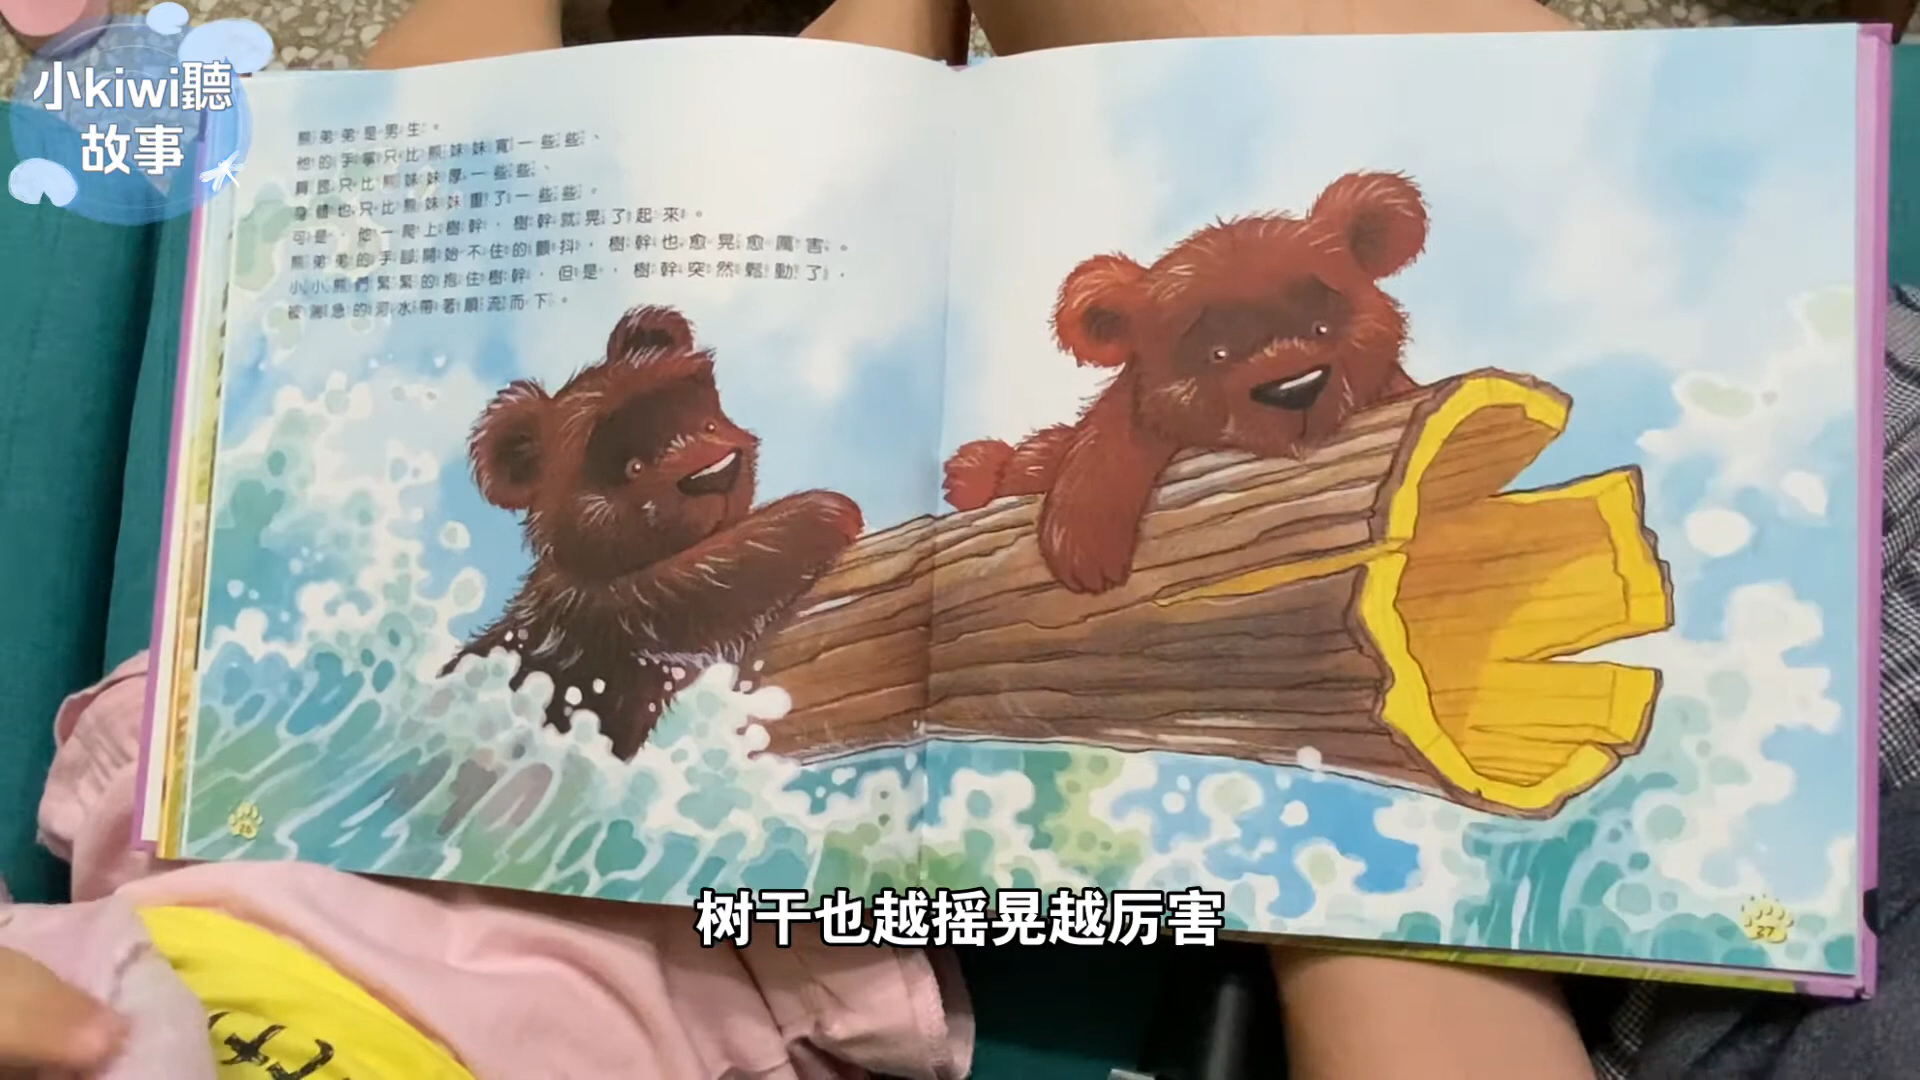 小kiwi聽
故事
熊弟弟是男生。
他的手掌只比熊妹妹寬一些些、
肩膀只比熊妹妹厚一些些、
身體也只比熊妹妹重了一些些。
可是，他一爬上樹幹，樹幹就晃了起來。
熊弟弟的手腳開始不住的顫抖，樹幹也愈晃愈厲害。
小小熊們緊緊的抱住樹幹，但是，樹幹突然鬆動了，
被湍急的河水帶著順流而下。
26
27
树干也越摇晃越厉害